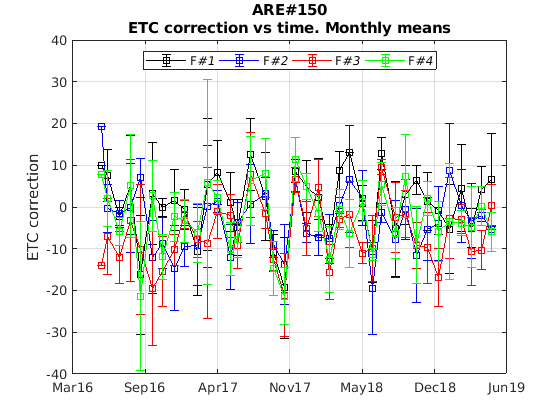 ARE#150
ETC correction vs time. Monthly means
F#1 F#2 F#3 F#4
ETC correction
40
30
20
10
0
-10
-20
-30
-40
Mar16 Sep16 Apr17 Nov17 May18 Dec18 Jun19